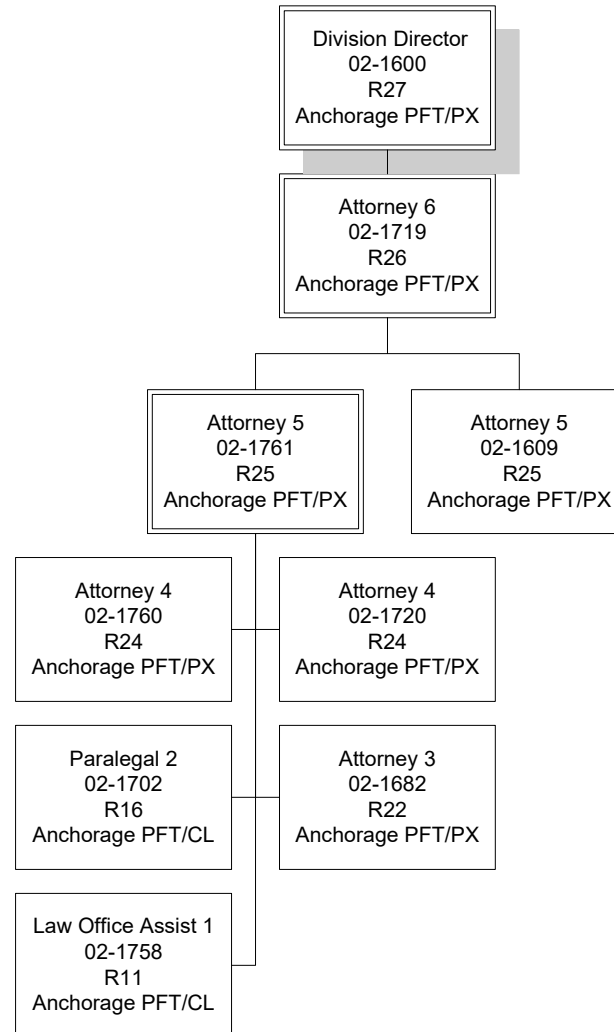 Division Director
02-1600
R27
Anchorage PFT/PX
Attorney 6
02-1719
R26
Anchorage PFT/PX
Attorney 5
02-1761
R25
Anchorage PFT/PX
Attorney 5
02-1609
R25
Anchorage PFT/PX
Attorney 4
02-1760
R24
Anchorage PFT/PX
Attorney 4
02-1720
R24
Anchorage PFT/PX
Paralegal 2
02-1702
R16
Anchorage PFT/CL
Attorney 3
02-1682
R22
Anchorage PFT/PX
Law Office Assist 1
02-1758
R11
Anchorage PFT/CL